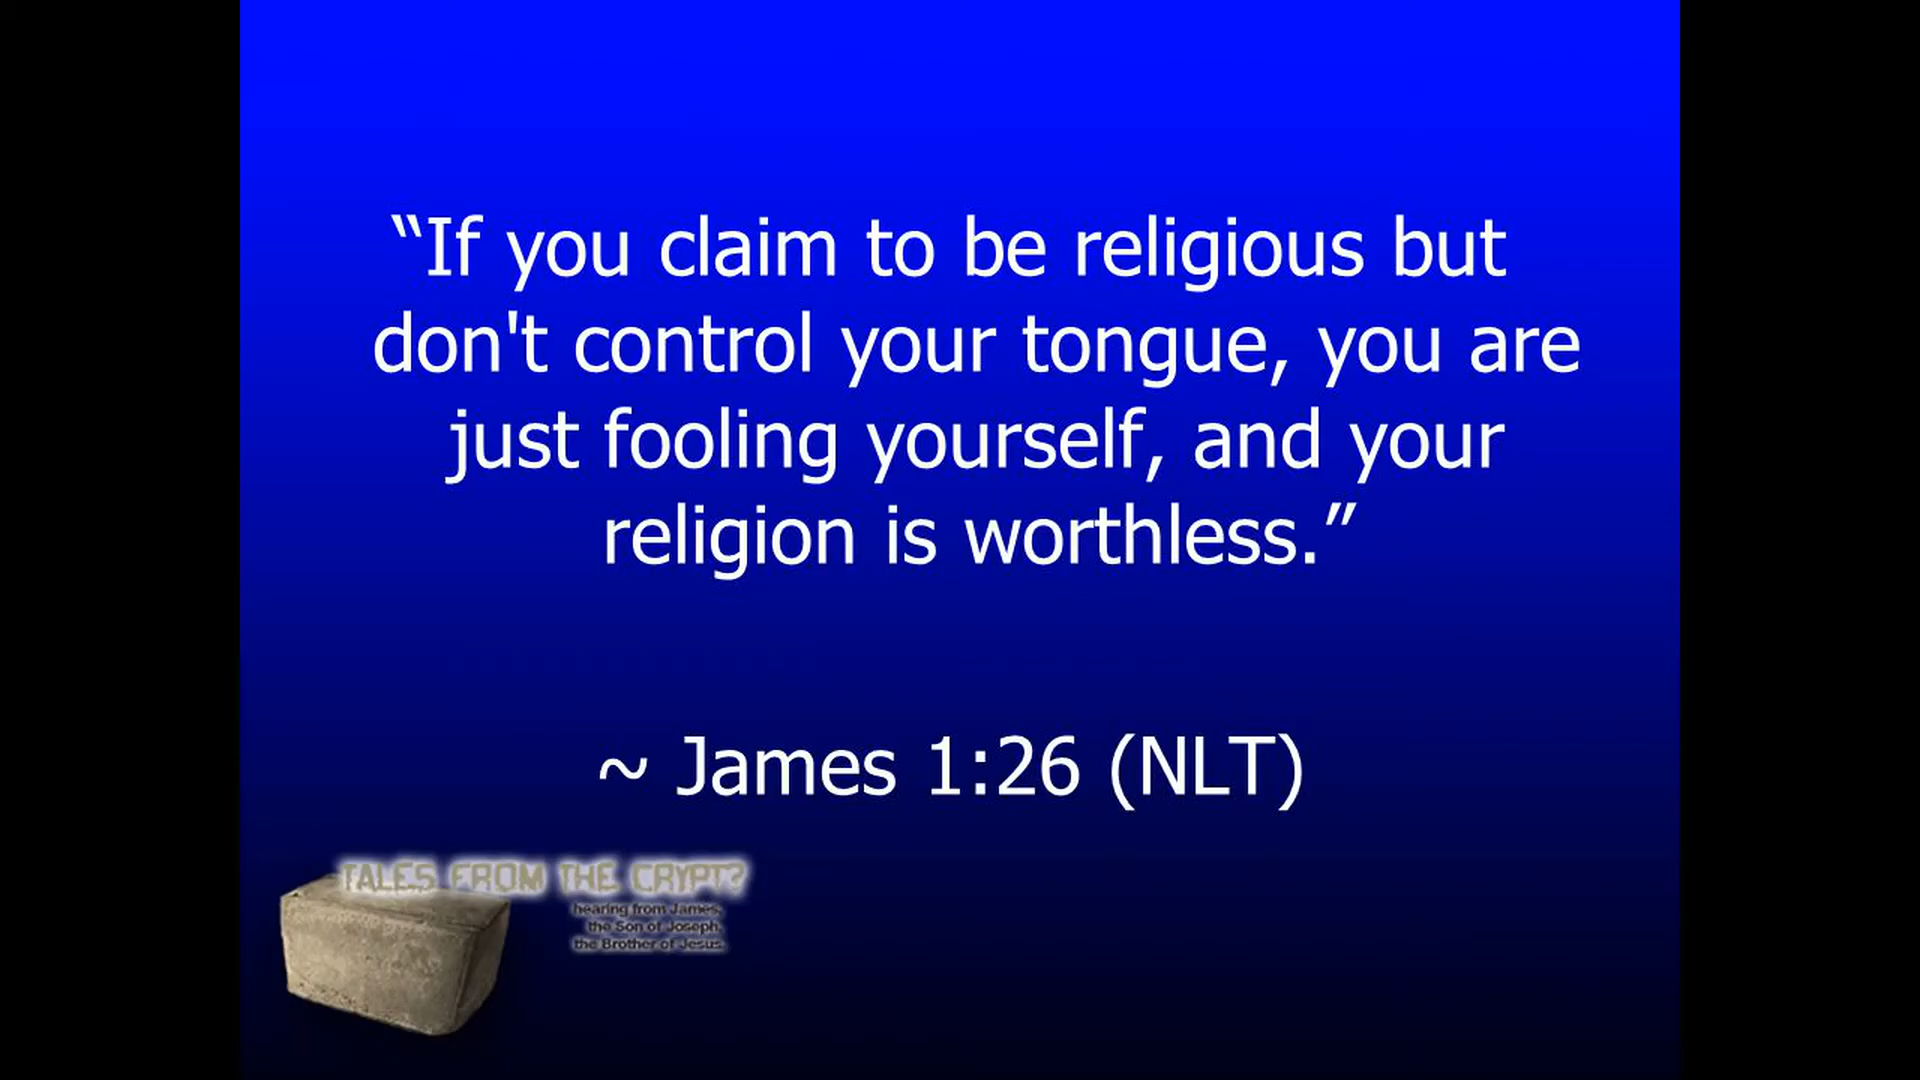 “If you claim to be religious but
don't control your tongue, you are
just fooling yourself, and your
religion is worthless.”
~ James 1:26 (NLT)
TALES FROM THE CRYPT?
hearing from James,
the Son of Joseph,
the Brother of Jesus.